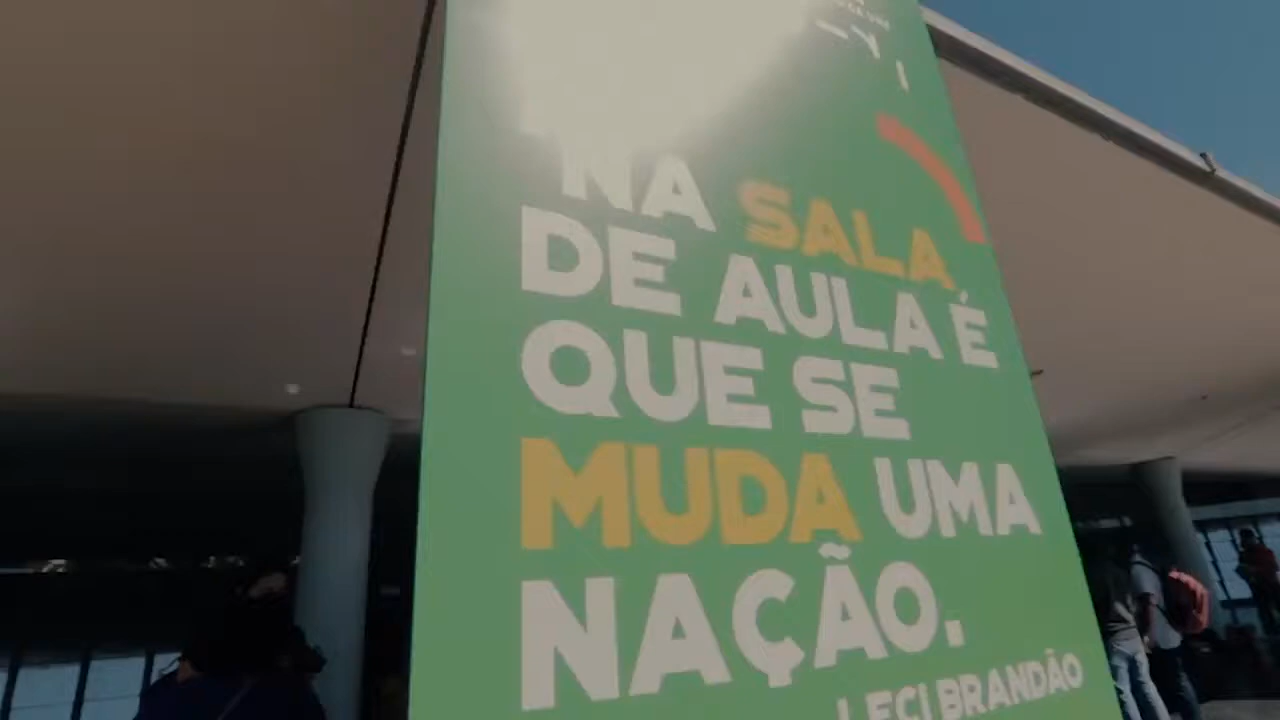 NA SALA
DE AULA É
QUE SE
MUDA UMA
NAÇÃO.
LECI BRANDÃO